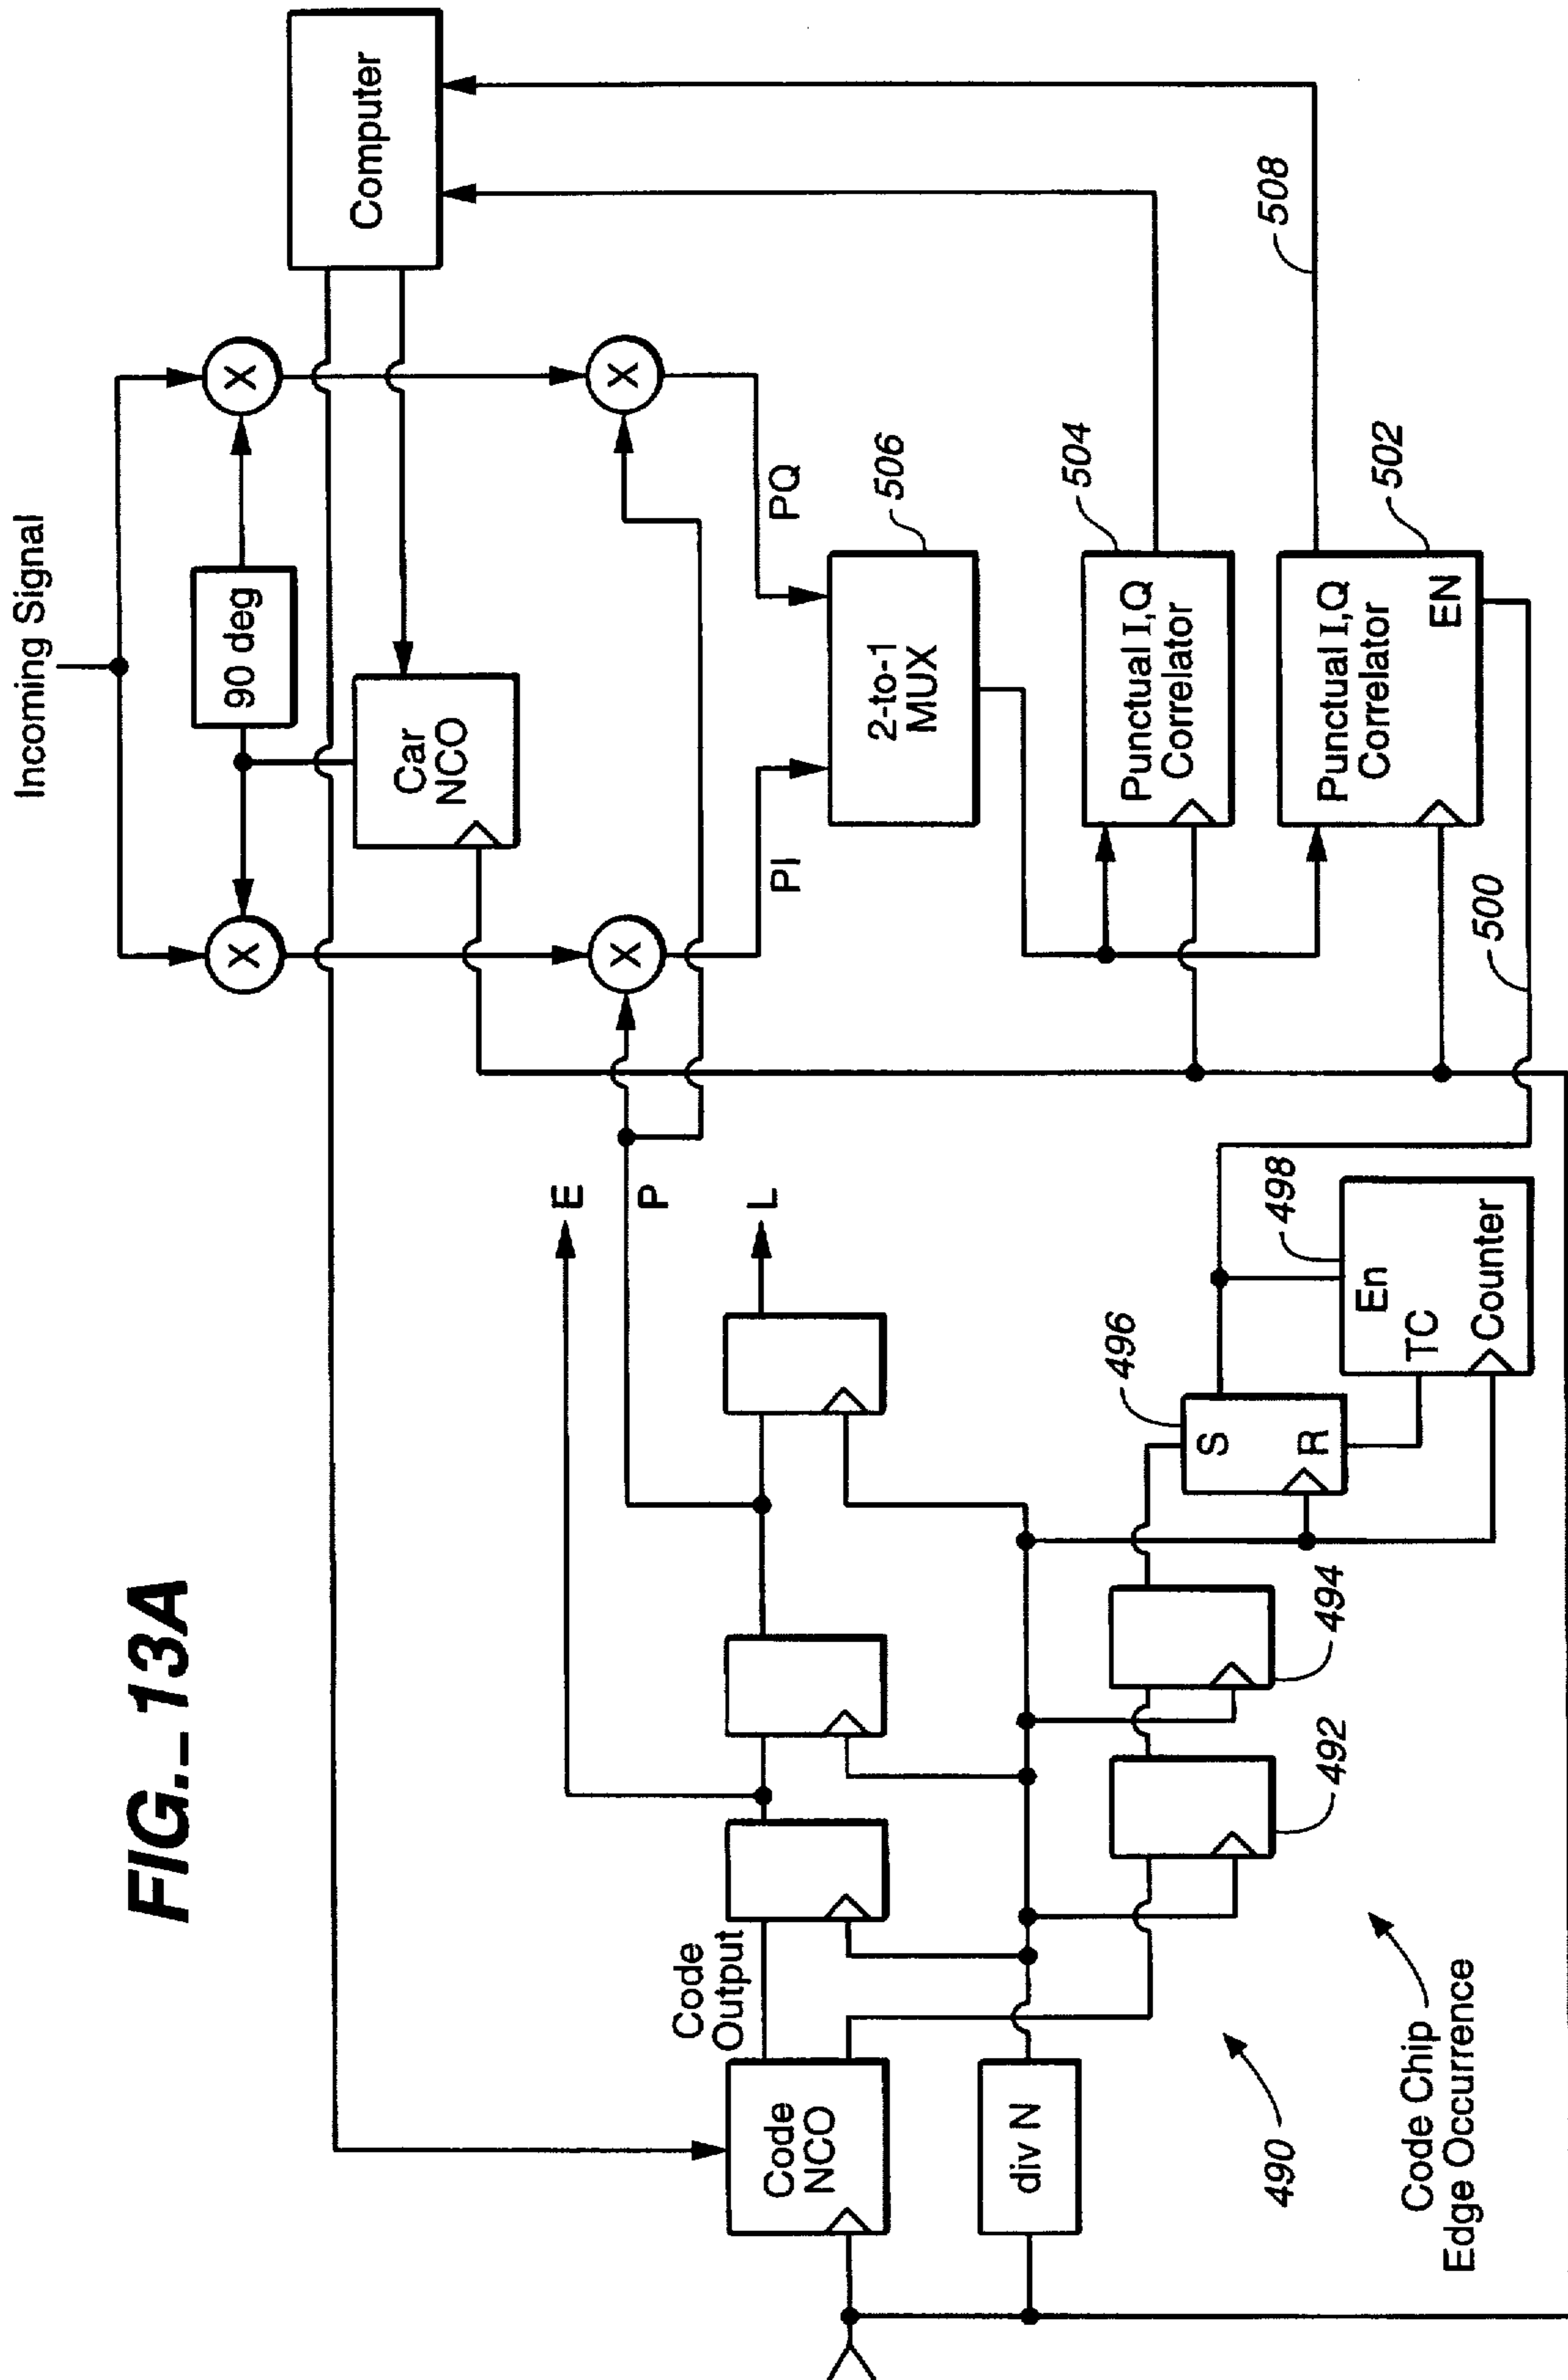 FIG._13A
Incoming Signal
X
90 deg
X
Computer
Car
NCO
X
X
PI
PQ
2-to-1
MUX
506
Punctual I,Q
Correlator
504
Punctual I,Q
Correlator
EN
502
508
500
E
P
L
Code
Output
Code
NCO
div N
492
494
496
S
R
498
En
TC
Counter
490
Code Chip
Edge Occurrence